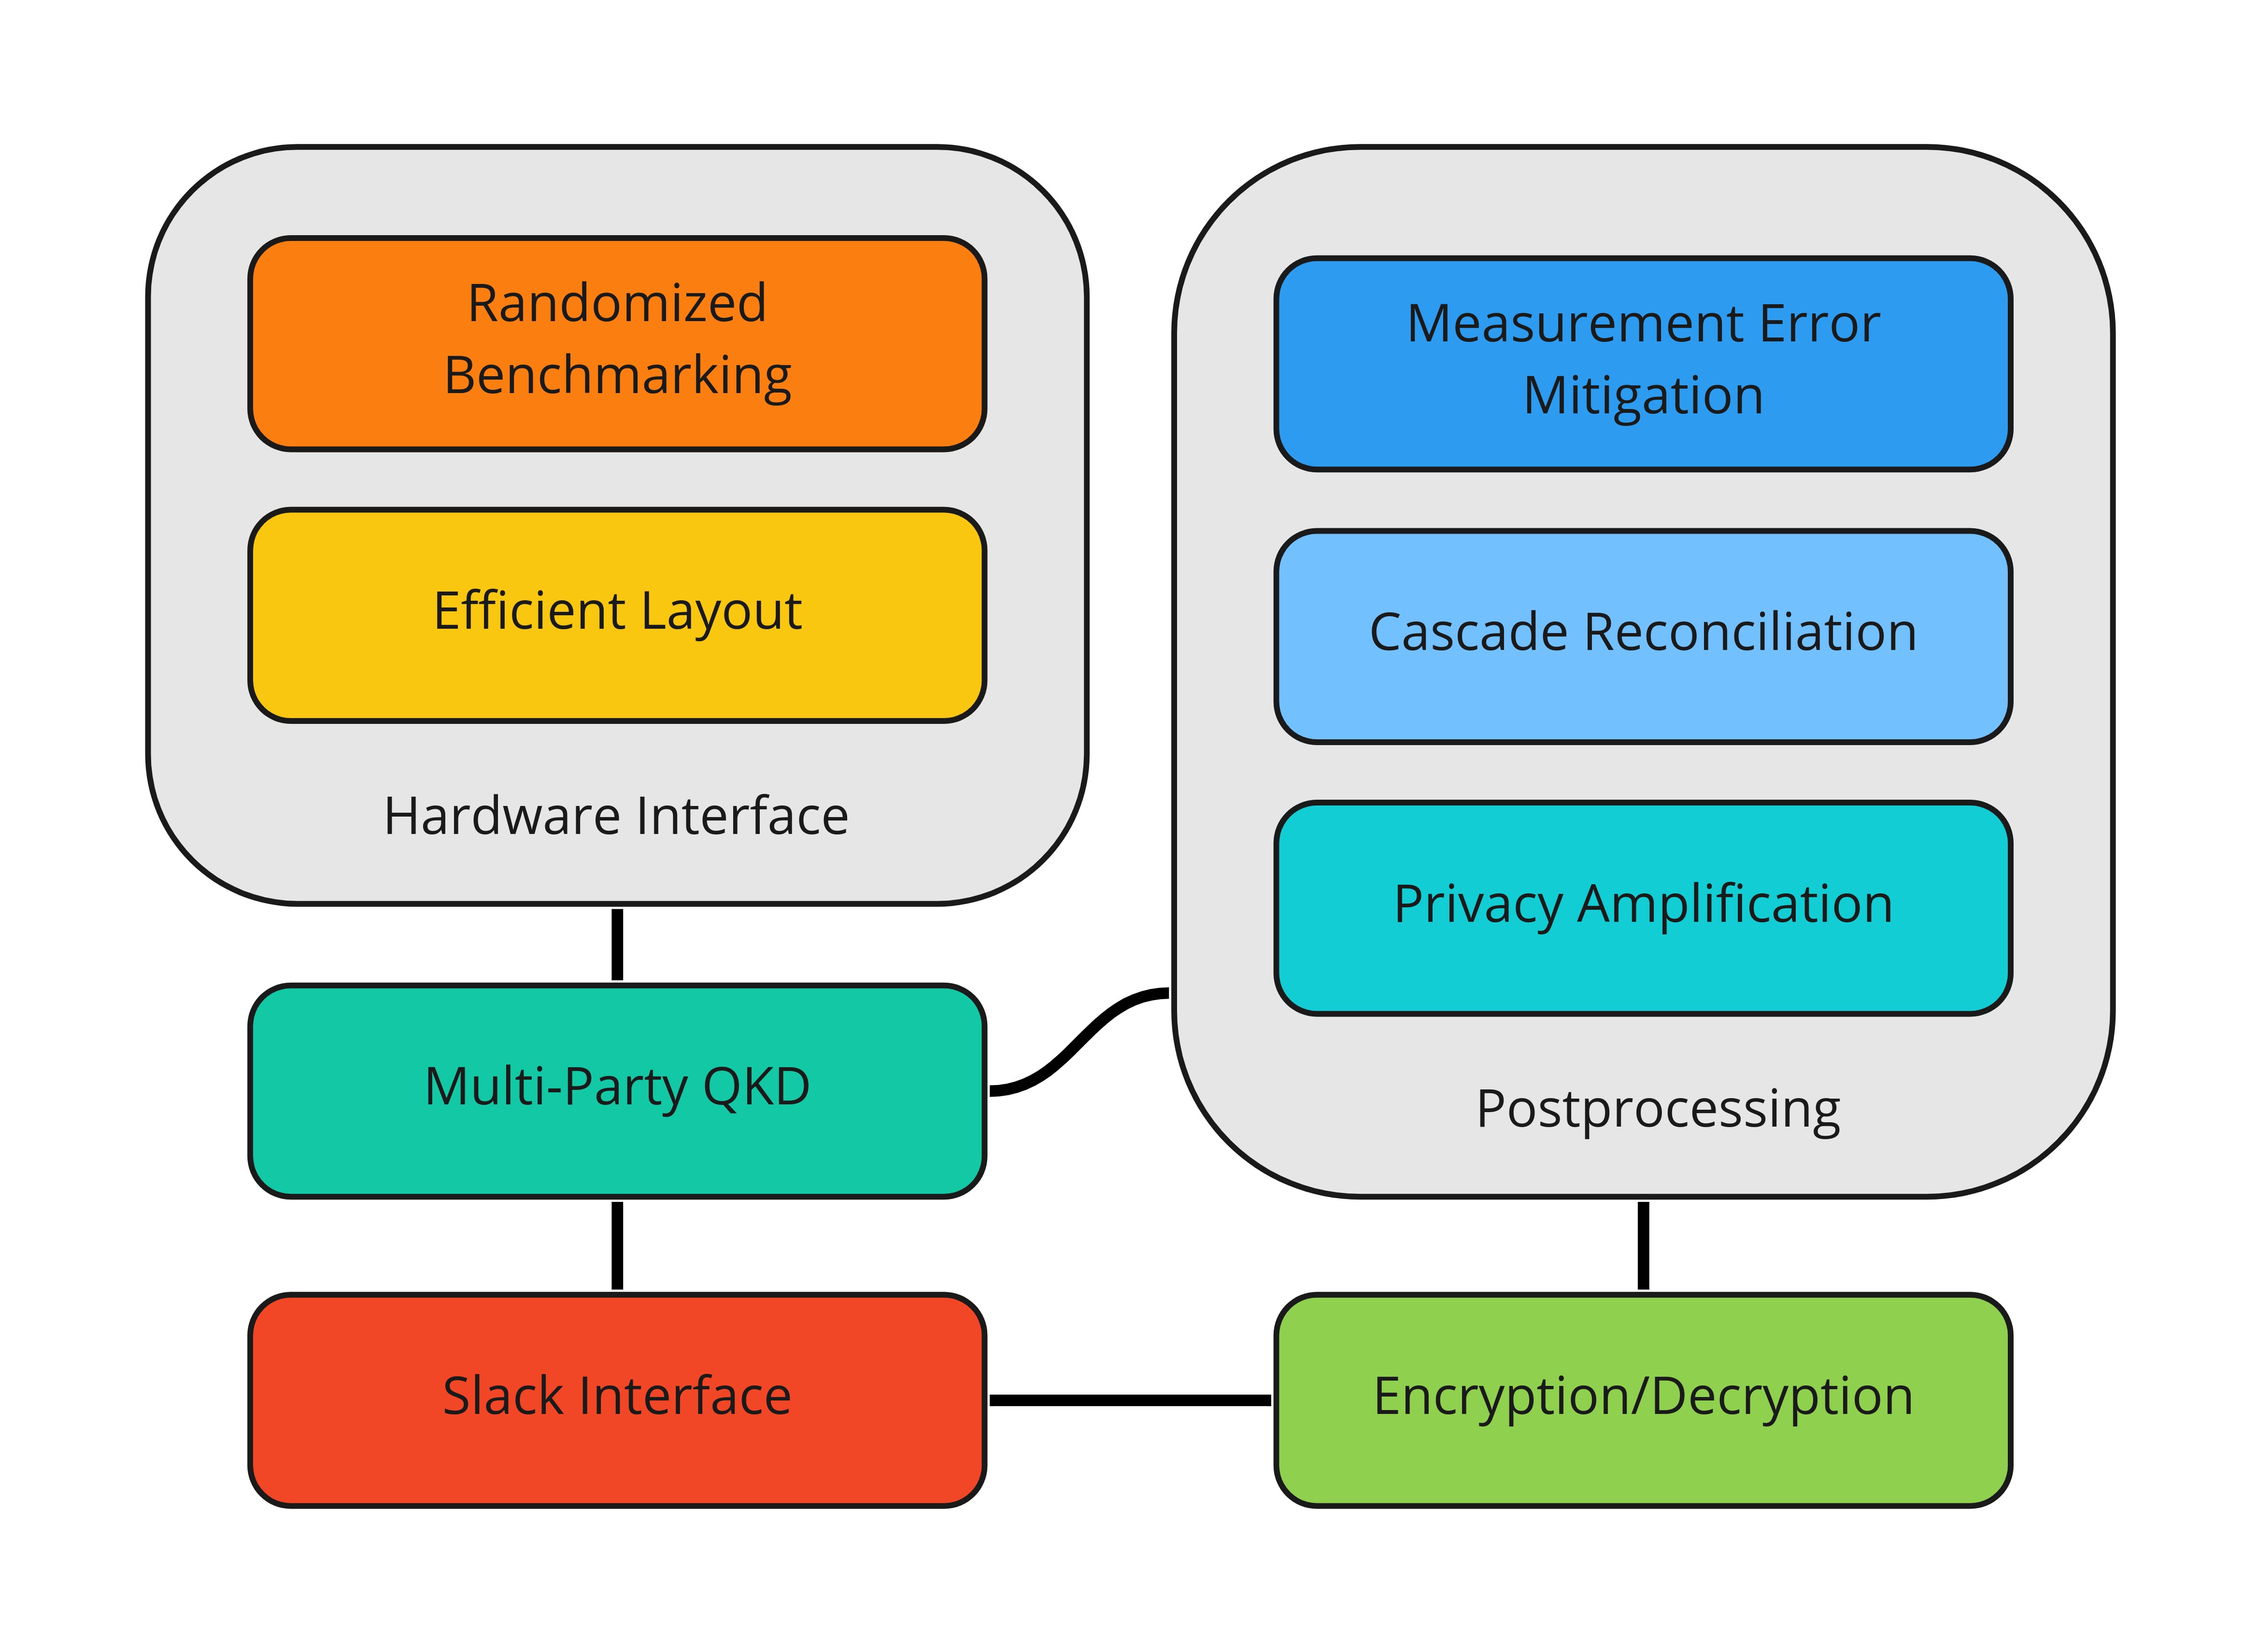 Randomized
Benchmarking
Efficient Layout
Hardware Interface
Multi-Party QKD
Slack Interface
Measurement Error
Mitigation
Cascade Reconciliation
Privacy Amplification
Postprocessing
Encryption/Decryption